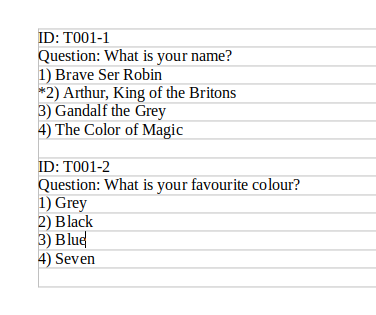 ID: T001-1
Question: What is your name?
1) Brave Ser Robin
*2) Arthur, King of the Britons
3) Gandalf the Grey
4) The Color of Magic
ID: T001-2
Question: What is your favourite colour?
1) Grey
2) Black
3) Blue
4) Seven